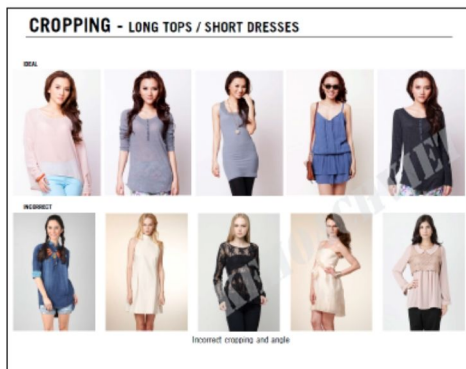 CROPPING - LONG TOPS / SHORT DRESSES
IDEAL
INCORRECT
Incorrect cropping and angle